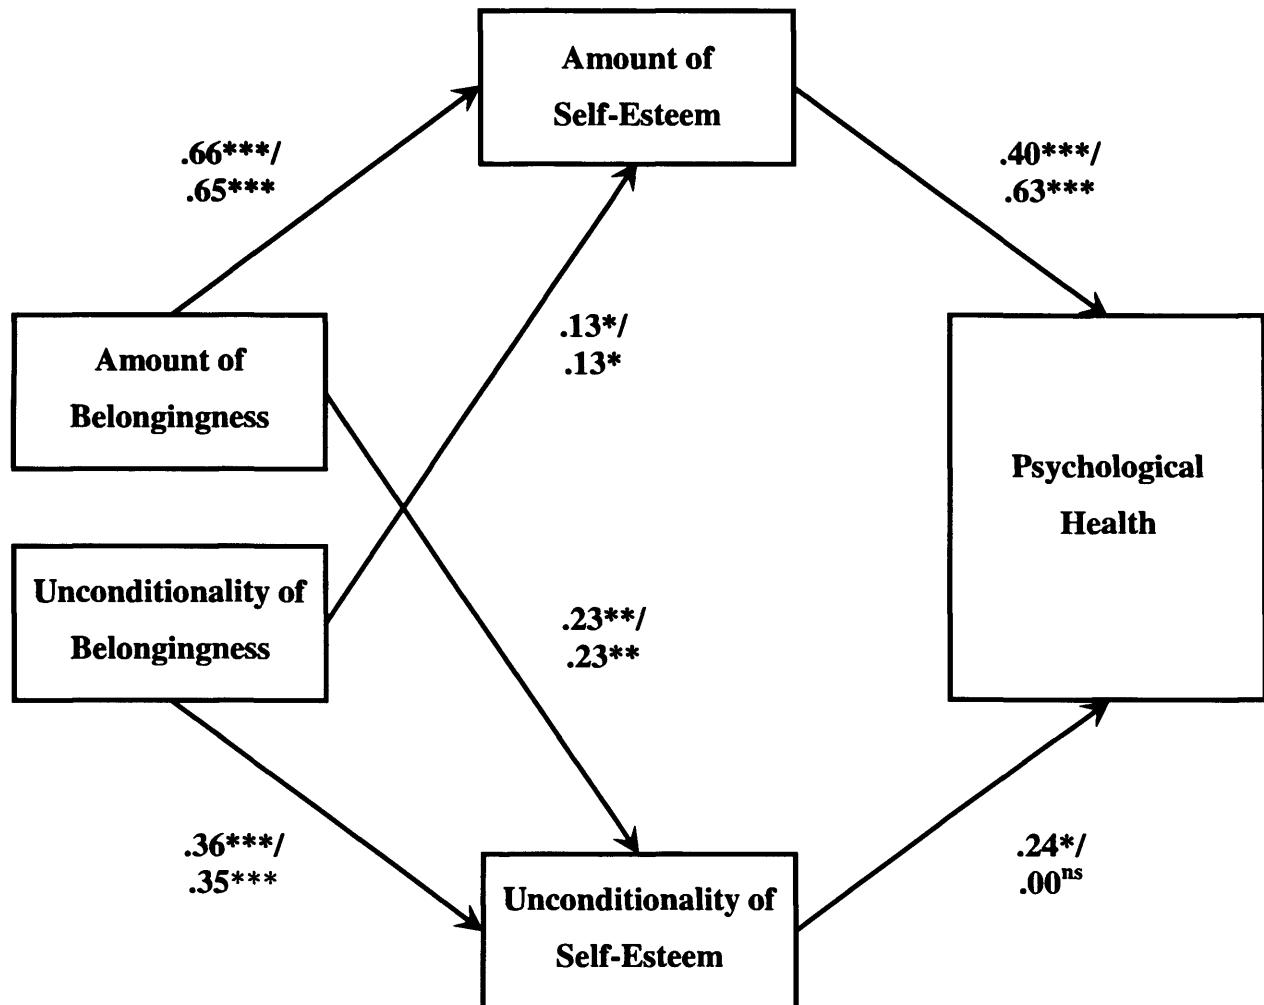 Amount of
Self-Esteem
.66***/
.65***
.40***/
.63***
Amount of
Belongingness
.13*/
.13*
Psychological
Health
Unconditionality of
Belongingness
.23**/
.23**
.36***/
.35***
.24*/
.00ns
Unconditionality of
Self-Esteem